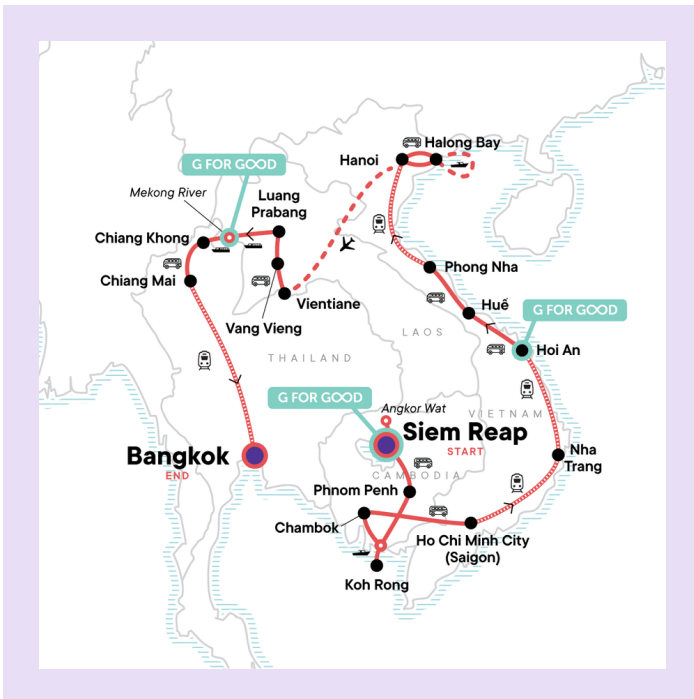 Halong Bay
Hanoi
G FOR GOOD
Mekong River
Luang
Prabang
Chiang Khong
Chiang Mai
Phong Nha
Vientiane
Huế
G FOR GOOD
Vang Vieng
LAOS
Hoi An
THAILAND
G FOR GOOD
Angkor Wat
VIETNAM
Siem Reap
START
Bangkok
END
Nha
Trang
CAMBODIA
Phnom Penh
Chambok
Ho Chi Minh City
(Saigon)
Koh Rong